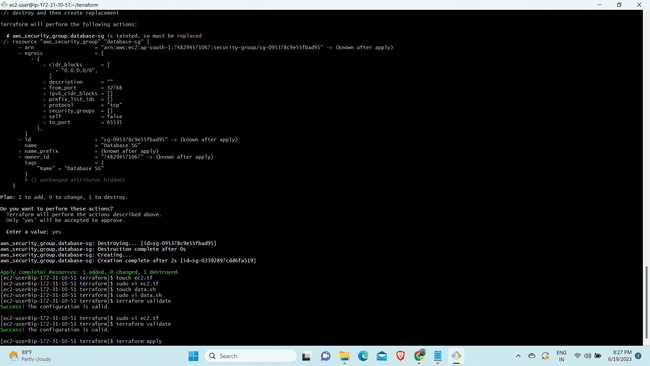 ec2-user@ip-172-31-10-51:~/terraform
-/+ destroy and then create replacement
Terraform will perform the following actions:
# aws_security_group.database-sg is tainted, so must be replaced
-/+ resource "aws_security_group" "database-sg" {
~ arn = "arn:aws:ec2:ap-south-1:748294571067:security-group/sg-095378c9e55fbad95" -> (known after apply)
~ egress = [
+ {
+ cidr_blocks = [
+ "0.0.0.0/0",
]
+ description = ""
+ from_port = 32768
+ ipv6_cidr_blocks = []
+ prefix_list_ids = []
+ protocol = "tcp"
+ security_groups = []
+ self = false
+ to_port = 65535
},
]
~ id = "sg-095378c9e55fbad95" -> (known after apply)
name = "Database SG"
+ name_prefix = (known after apply)
~ owner_id = "748294571067" -> (known after apply)
tags = {
"Name" = "Database SG"
}
# (5 unchanged attributes hidden)
}
Plan: 1 to add, 0 to change, 1 to destroy.
Do you want to perform these actions?
Terraform will perform the actions described above.
Only 'yes' will be accepted to approve.
Enter a value: yes
aws_security_group.database-sg: Destroying... [id=sg-095378c9e55fbad95]
aws_security_group.database-sg: Destruction complete after 0s
aws_security_group.database-sg: Creating...
aws_security_group.database-sg: Creation complete after 2s [id=sg-03392897cdd6fa519]
Apply complete! Resources: 1 added, 0 changed, 1 destroyed.
[ec2-user@ip-172-31-10-51 terraform]$ touch ec2.tf
[ec2-user@ip-172-31-10-51 terraform]$ sudo vi ec2.tf
[ec2-user@ip-172-31-10-51 terraform]$ touch data.sh
[ec2-user@ip-172-31-10-51 terraform]$ sudo vi data.sh
[ec2-user@ip-172-31-10-51 terraform]$ terraform validate
Success! The configuration is valid.
[ec2-user@ip-172-31-10-51 terraform]$ sudo vi ec2.tf
[ec2-user@ip-172-31-10-51 terraform]$ terraform validate
Success! The configuration is valid.
[ec2-user@ip-172-31-10-51 terraform]$ terraform apply
89°F
Partly cloudy
Search
ENG
IN
8:27 PM
6/19/2023